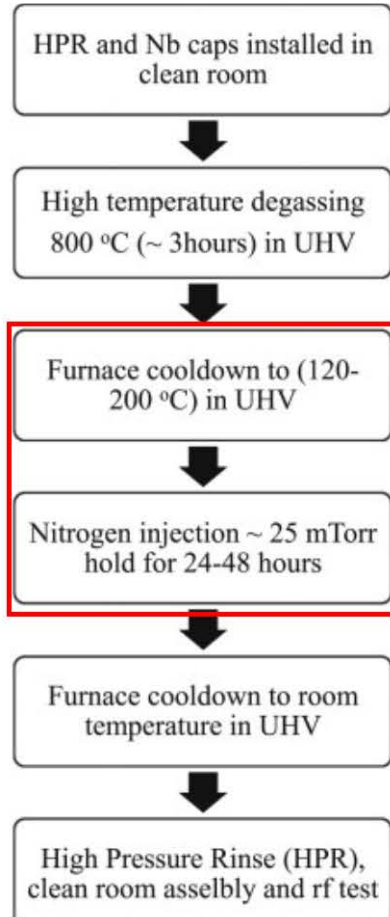 HPR and Nb caps installed in
clean room
High temperature degassing
800 °C (~ 3hours) in UHV
Furnace cooldown to (120-
200 °C) in UHV
Nitrogen injection ~ 25 mTorr
hold for 24-48 hours
Furnace cooldown to room
temperature in UHV
High Pressure Rinse (HPR),
clean room asselbly and rf test